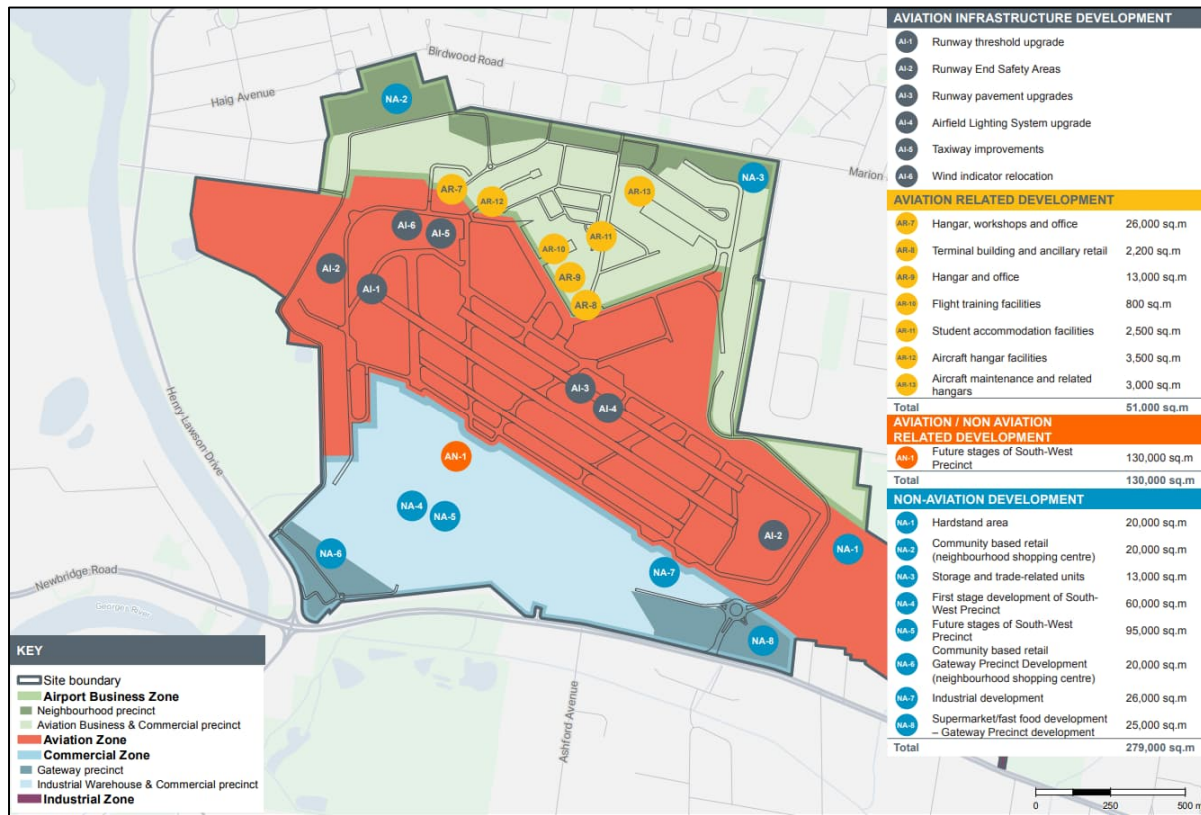 Birdwood Road
Haig Avenue
Marion
Henry Lawson Drive
Newbridge Road
Georges River
Ashford Avenue
NA-2
NA-3
AR-7
AR-12
AR-13
AI-6
AI-5
AR-11
AR-10
AI-2
AR-9
AI-1
AR-8
AI-3
AI-4
AN-1
NA-4
NA-5
AI-2
NA-1
NA-6
NA-7
NA-8
KEY
Site boundary
Airport Business Zone
Neighbourhood precinct
Aviation Business & Commercial precinct
Aviation Zone
Commercial Zone
Gateway precinct
Industrial Warehouse & Commercial precinct
Industrial Zone
AVIATION INFRASTRUCTURE DEVELOPMENT
AI-1 Runway threshold upgrade
AI-2 Runway End Safety Areas
AI-3 Runway pavement upgrades
AI-4 Airfield Lighting System upgrade
AI-5 Taxiway improvements
AI-6 Wind indicator relocation
AVIATION RELATED DEVELOPMENT
AR-7 Hangar, workshops and office 26,000 sq.m
AR-8 Terminal building and ancillary retail 2,200 sq.m
AR-9 Hangar and office 13,000 sq.m
AR-10 Flight training facilities 800 sq.m
AR-11 Student accommodation facilities 2,500 sq.m
AR-12 Aircraft hangar facilities 3,500 sq.m
AR-13 Aircraft maintenance and related
hangars 3,000 sq.m
Total 51,000 sq.m
AVIATION / NON AVIATION
RELATED DEVELOPMENT
AN-1 Future stages of South-West
Precinct 130,000 sq.m
Total 130,000 sq.m
NON-AVIATION DEVELOPMENT
NA-1 Hardstand area 20,000 sq.m
NA-2 Community based retail
(neighbourhood shopping centre) 20,000 sq.m
NA-3 Storage and trade-related units 13,000 sq.m
NA-4 First stage development of South-
West Precinct 60,000 sq.m
NA-5 Future stages of South-West
Precinct 95,000 sq.m
NA-6 Community based retail
Gateway Precinct Development
(neighbourhood shopping centre) 20,000 sq.m
NA-7 Industrial development 26,000 sq.m
NA-8 Supermarket/fast food development
– Gateway Precinct development 25,000 sq.m
Total 279,000 sq.m
0 250 500 m